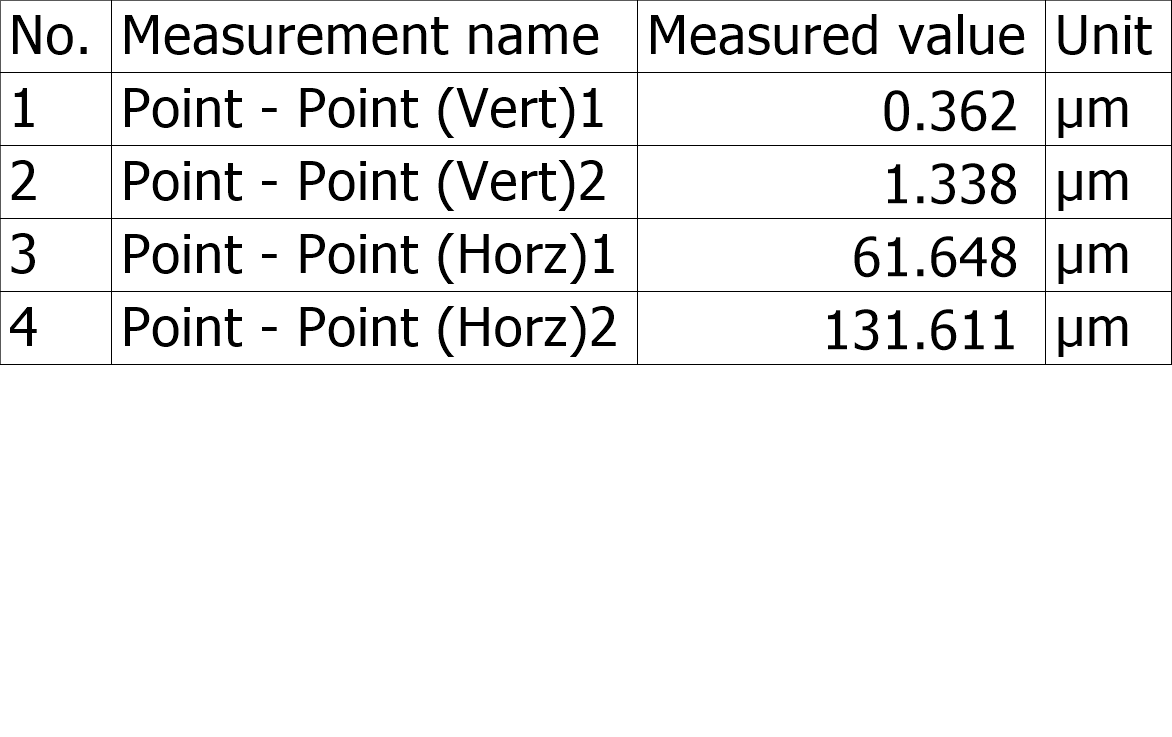 No. Measurement name Measured value Unit
1 Point - Point (Vert)1 0.362 µm
2 Point - Point (Vert)2 1.338 µm
3 Point - Point (Horz)1 61.648 µm
4 Point - Point (Horz)2 131.611 µm